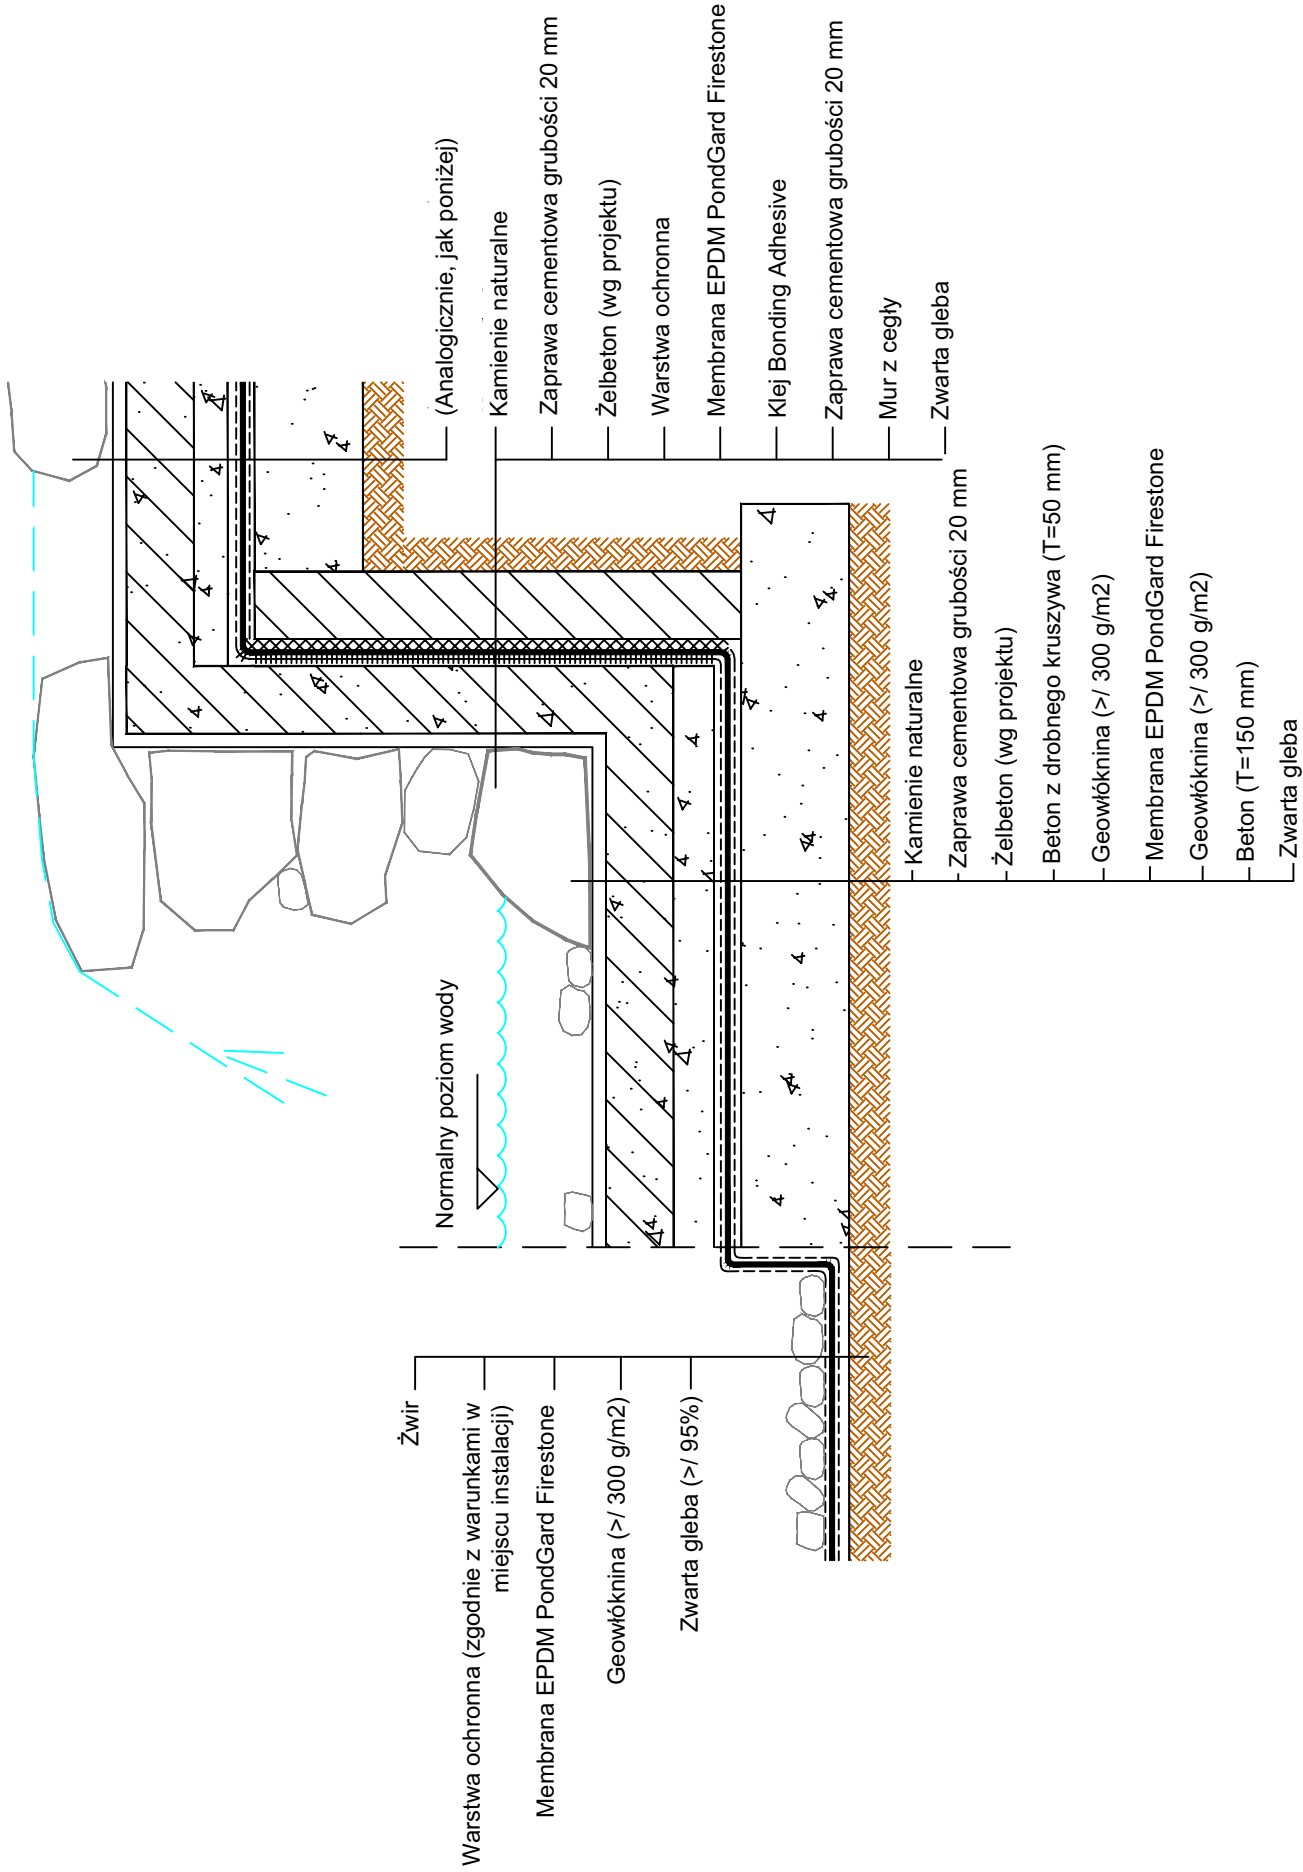 (Analogicznie, jak poniżej)
Kamienie naturalne
Zaprawa cementowa grubości 20 mm
Żelbeton (wg projektu)
Warstwa ochronna
Membrana EPDM PondGard Firestone
Klej Bonding Adhesive
Zaprawa cementowa grubości 20 mm
Mur z cegły
Zwarta gleba
Normalny poziom wody
Kamienie naturalne
Zaprawa cementowa grubości 20 mm
Żelbeton (wg projektu)
Beton z drobnego kruszywa (T=50 mm)
Geowłóknina (>/ 300 g/m2)
Membrana EPDM PondGard Firestone
Geowłóknina (>/ 300 g/m2)
Beton (T=150 mm)
Zwarta gleba
Żwir
Warstwa ochronna (zgodnie z warunkami w
miejscu instalacji)
Membrana EPDM PondGard Firestone
Geowłóknina (>/ 300 g/m2)
Zwarta gleba (>/ 95%)